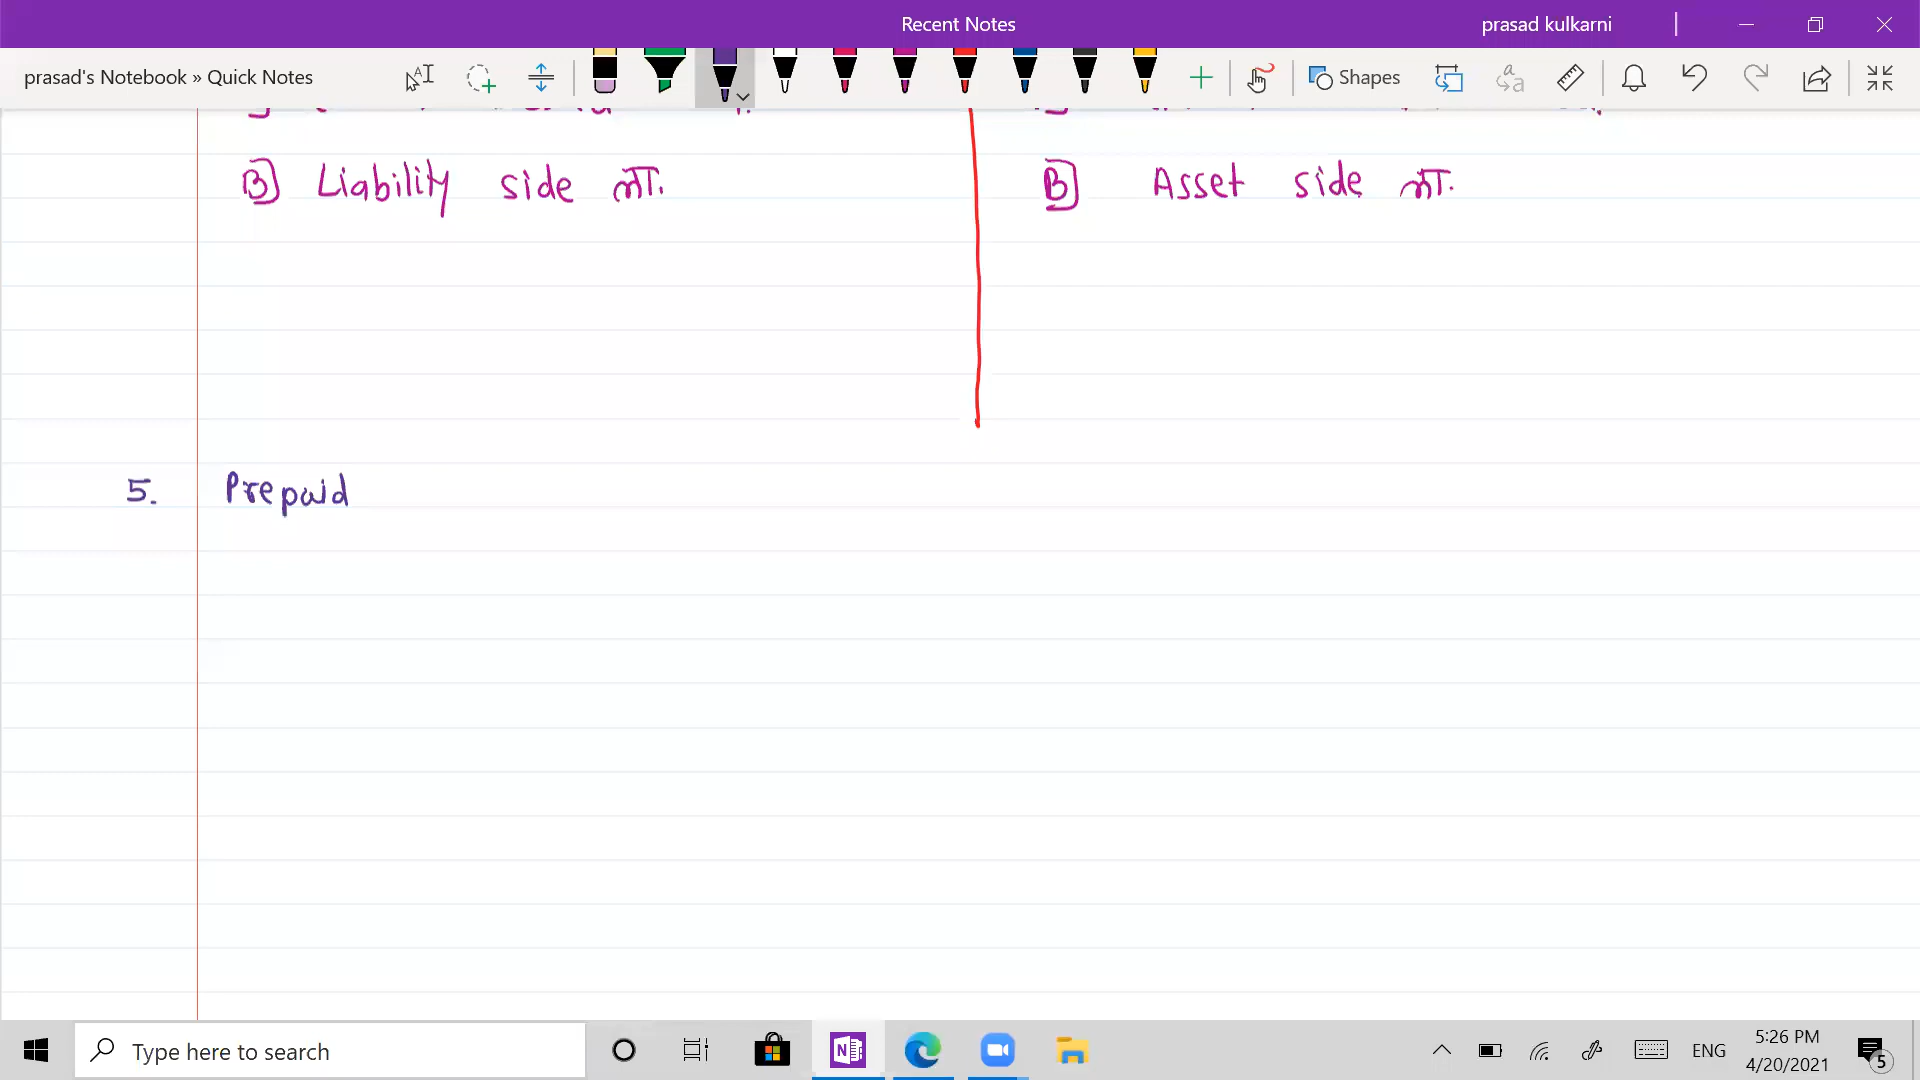 Recent Notes
prasad kulkarni
prasad's Notebook » Quick Notes
Shapes
B] Liability side ला.
B] Asset side ला.
5. Prepaid
Type here to search
ENG
5:26 PM
4/20/2021
5